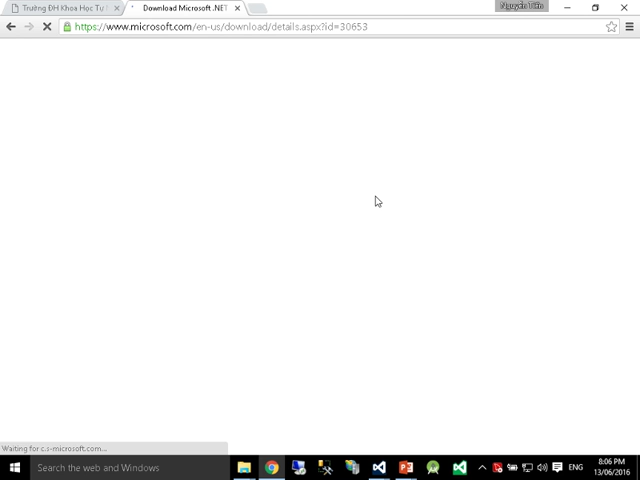 Trường ĐH Khoa Học Tự
Download Microsoft .NET
Nguyễn Tiến
https://www.microsoft.com/en-us/download/details.aspx?id=30653
Waiting for c.s-microsoft.com...
Search the web and Windows
ENG
8:06 PM
13/06/2016